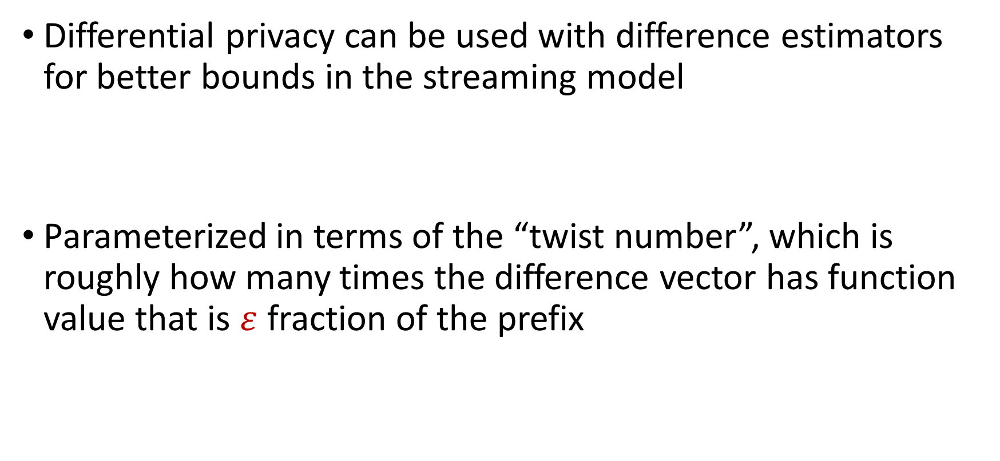 • Differential privacy can be used with difference estimators
for better bounds in the streaming model
• Parameterized in terms of the “twist number”, which is
roughly how many times the difference vector has function
value that is ε fraction of the prefix